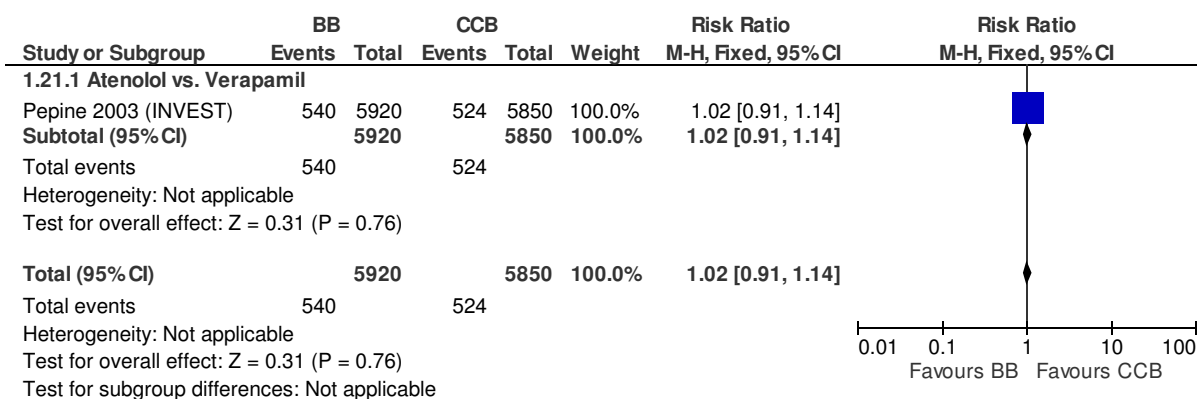 BB CCB Risk Ratio Risk Ratio
Study or Subgroup Events Total Events Total Weight M-H, Fixed, 95% CI M-H, Fixed, 95% CI
1.21.1 Atenolol vs. Verapamil
Pepine 2003 (INVEST) 540 5920 524 5850 100.0% 1.02 [0.91, 1.14]
Subtotal (95% CI) 5920 5850 100.0% 1.02 [0.91, 1.14]
Total events 540 524
Heterogeneity: Not applicable
Test for overall effect: Z = 0.31 (P = 0.76)
Total (95% CI) 5920 5850 100.0% 1.02 [0.91, 1.14]
Total events 540 524
Heterogeneity: Not applicable
Test for overall effect: Z = 0.31 (P = 0.76)
Test for subgroup differences: Not applicable
0.01 0.1 1 10 100
Favours BB Favours CCB